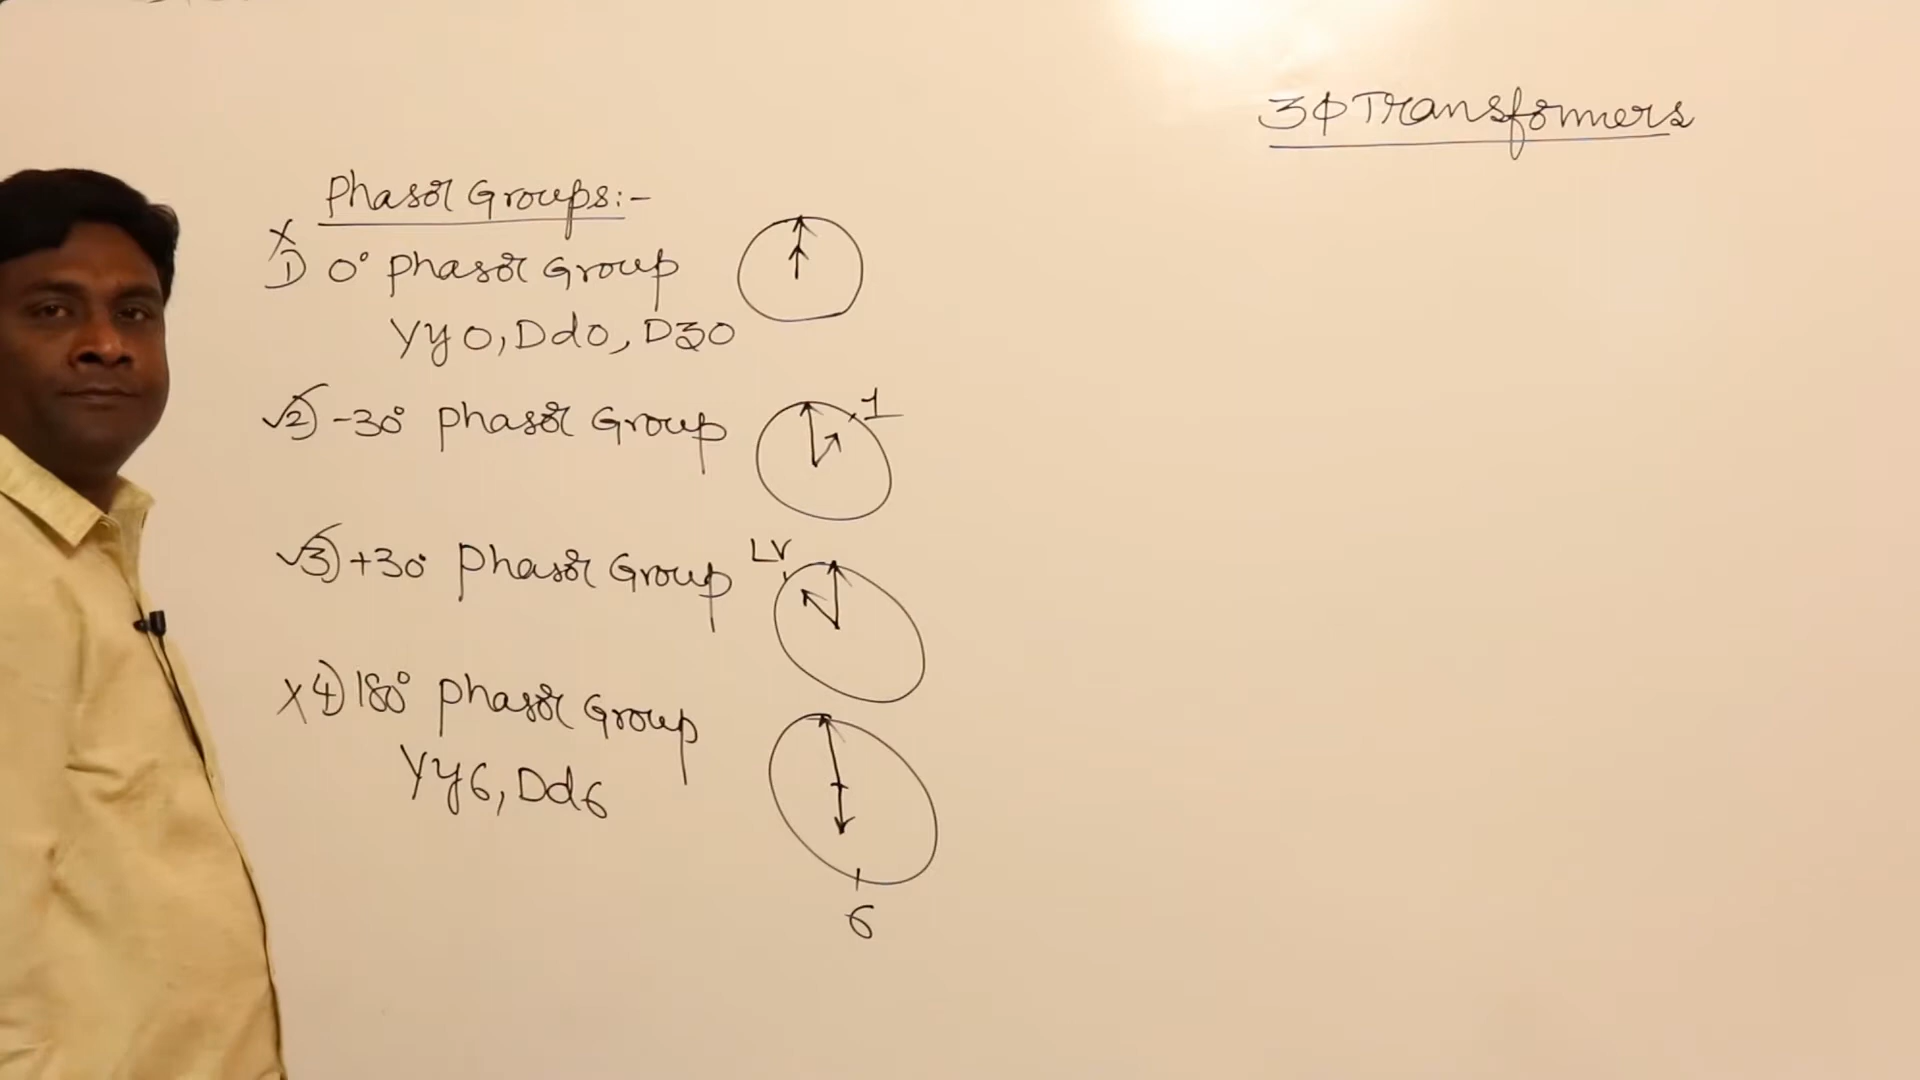 3ϕ Transformers
Phasor Groups:-
X
1) 0° Phasor Group
Yy0, Dd0, Dz0
√2) -30° Phasor Group
1
√3) +30° Phasor Group
LV
X 4) 180° Phasor Group
Yy6, Dd6
6